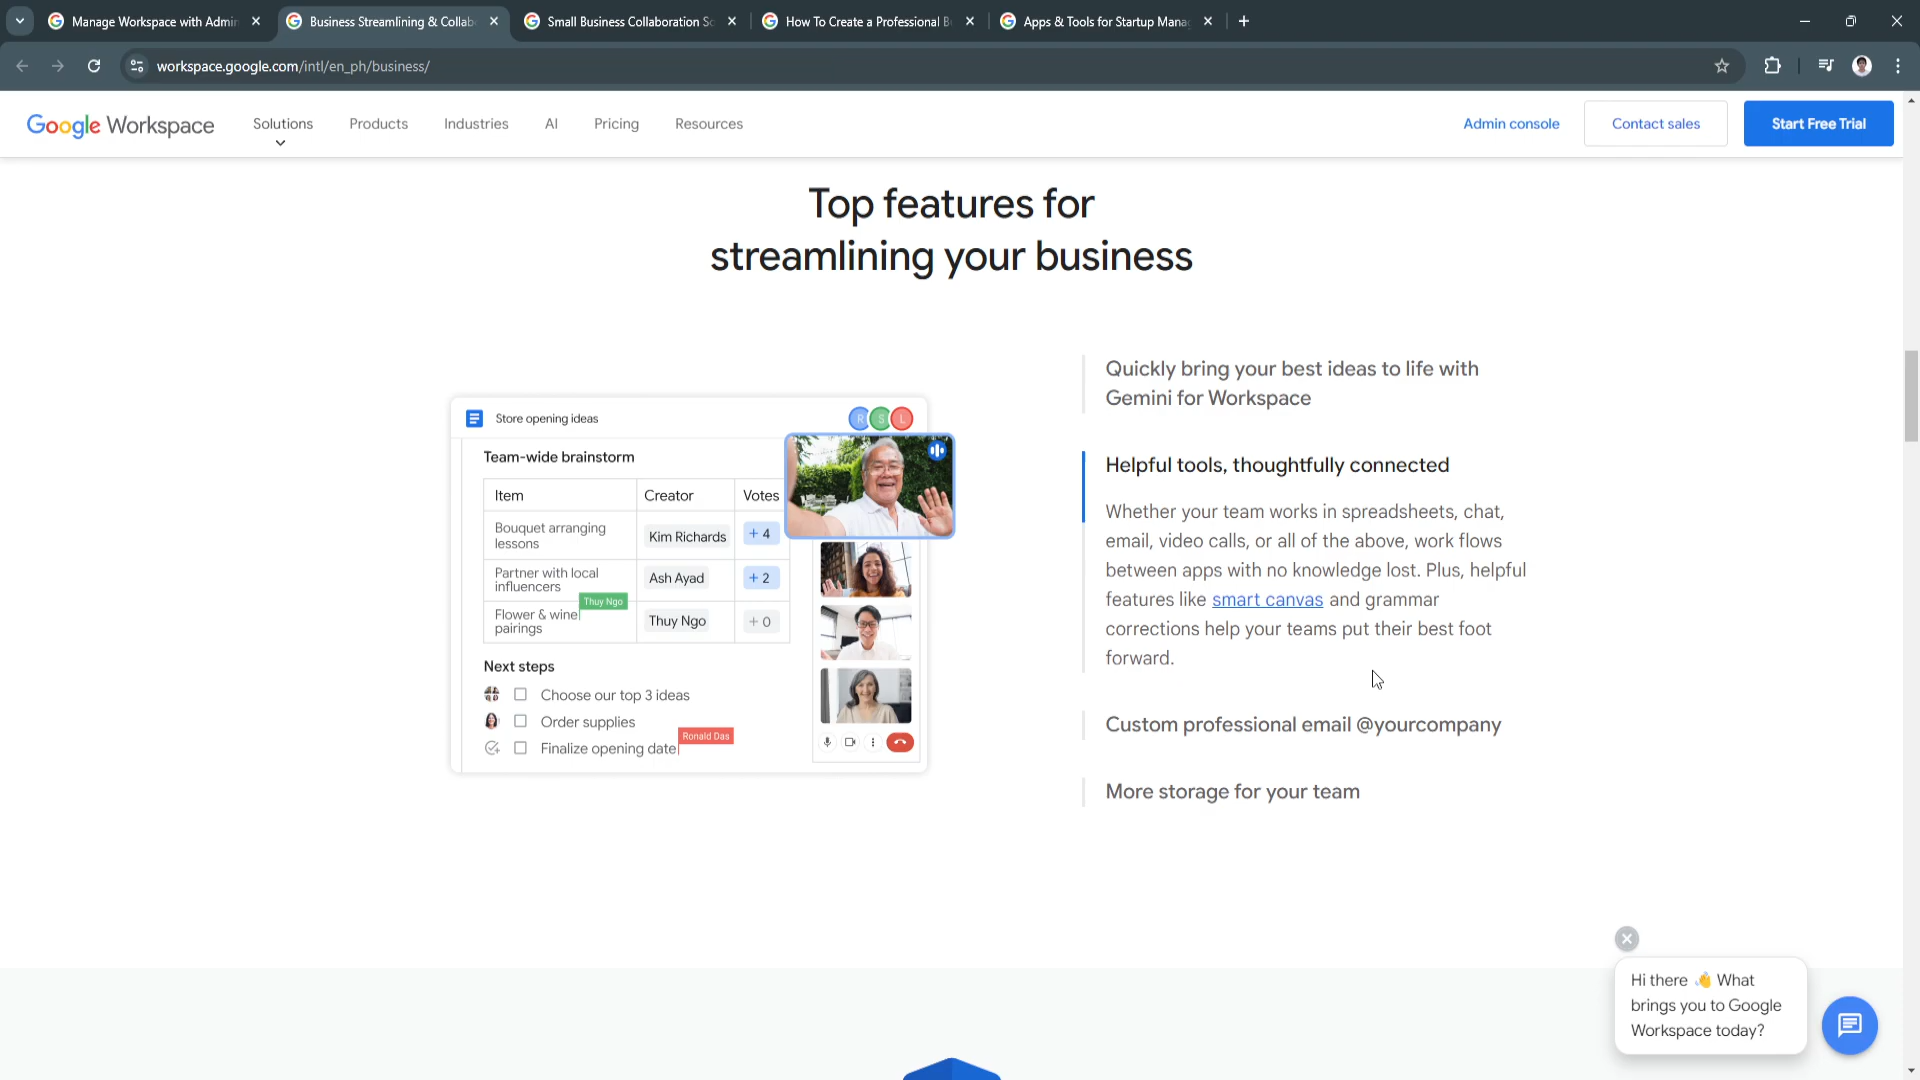 Manage Workspace with Admin
Business Streamlining & Collab
Small Business Collaboration So
How To Create a Professional B
Apps & Tools for Startup Mana
workspace.google.com/intl/en_ph/business/
Google Workspace
Solutions
Products
Industries
AI
Pricing
Resources
Admin console
Contact sales
Start Free Trial
Top features for
streamlining your business
Store opening ideas
R
S
L
Team-wide brainstorm
Item
Creator
Votes
Bouquet arranging
lessons
Kim Richards
+ 4
Partner with local
influencers
Ash Ayad
+ 2
Thuy Ngo
Flower & wine
pairings
Thuy Ngo
+ 0
Next steps
Choose our top 3 ideas
Order supplies
Ronald Das
Finalize opening date
Quickly bring your best ideas to life with
Gemini for Workspace
Helpful tools, thoughtfully connected
Whether your team works in spreadsheets, chat,
email, video calls, or all of the above, work flows
between apps with no knowledge lost. Plus, helpful
features like smart canvas and grammar
corrections help your teams put their best foot
forward.
Custom professional email @yourcompany
More storage for your team
Hi there 👋 What
brings you to Google
Workspace today?